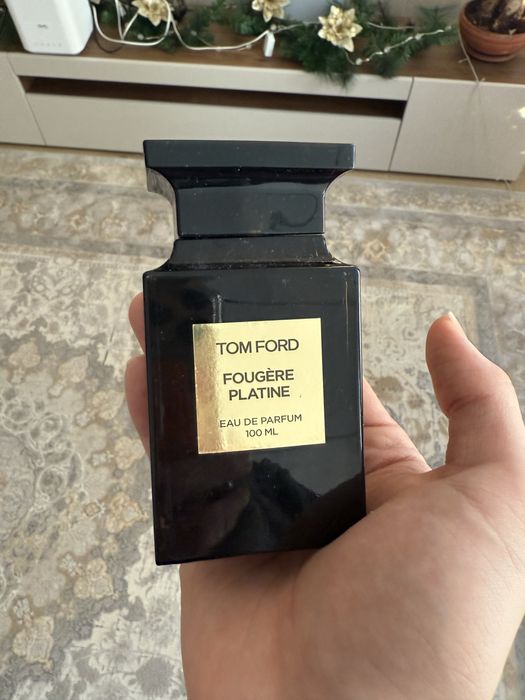 TOM FORD
FOUGÈRE
PLATINE
EAU DE PARFUM
100 ML